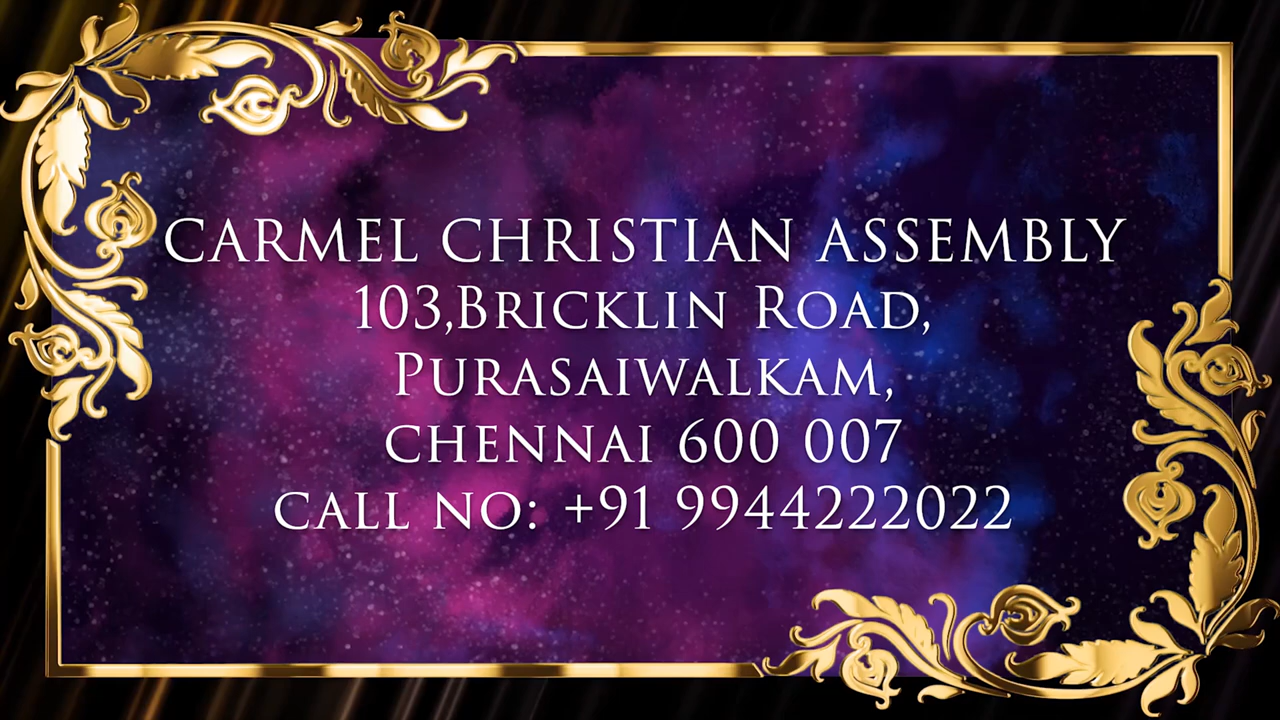 CARMEL CHRISTIAN ASSEMBLY
103,Bricklin Road,
Purasaiwalkam,
chennai 600 007
call no: +91 9944222022